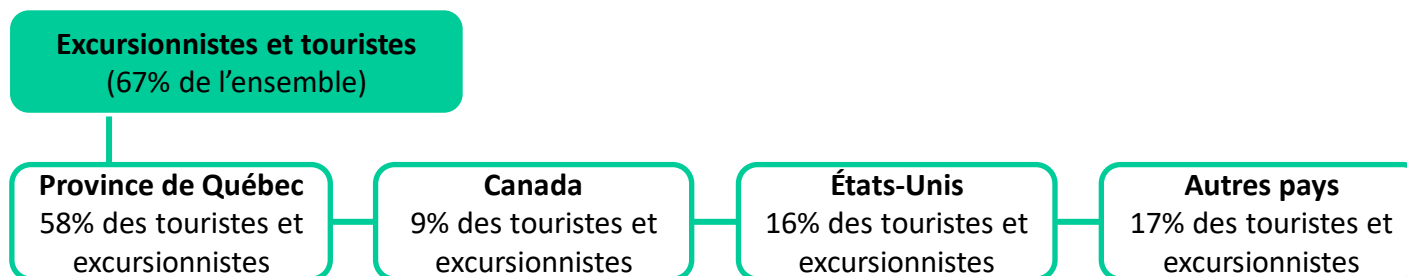 Excursionnistes et touristes
(67% de l’ensemble)
Province de Québec
58% des touristes et
excursionnistes
Canada
9% des touristes et
excursionnistes
États-Unis
16% des touristes et
excursionnistes
Autres pays
17% des touristes et
excursionnistes